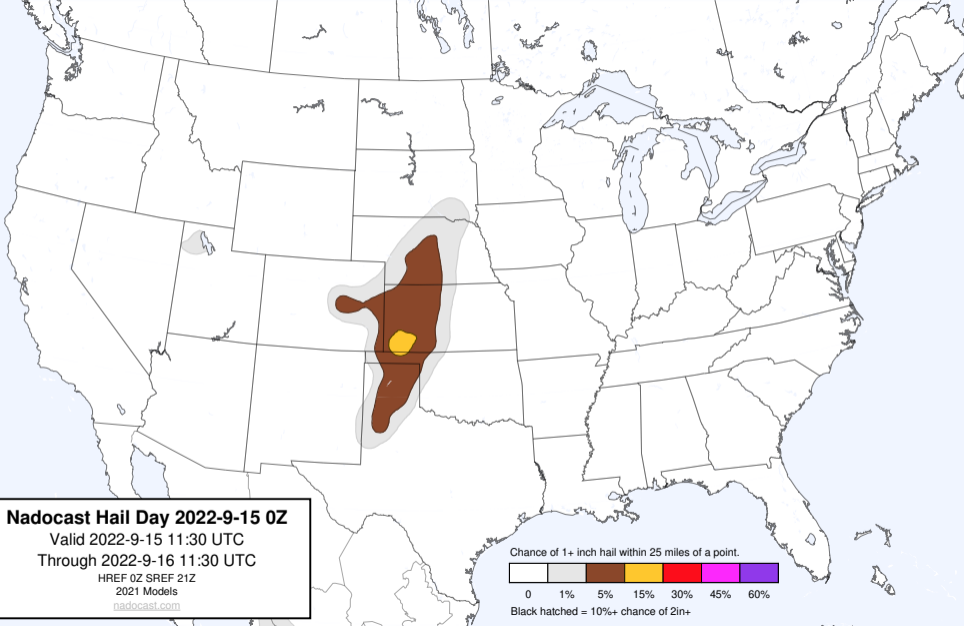 Nadocast Hail Day 2022-9-15 0Z
Valid 2022-9-15 11:30 UTC
Through 2022-9-16 11:30 UTC
HREF 0Z SREF 21Z
2021 Models
nadocast.com
Chance of 1+ inch hail within 25 miles of a point.
0 1% 5% 15% 30% 45% 60%
Black hatched = 10%+ chance of 2in+